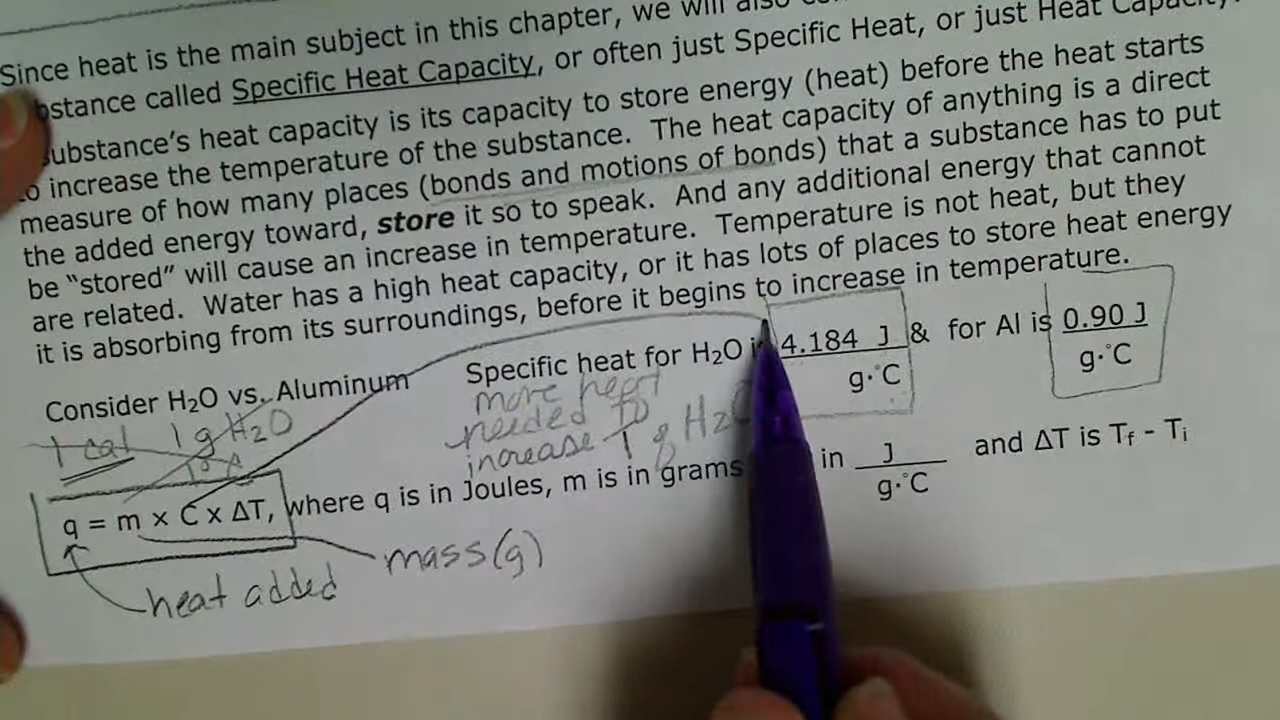 Since heat is the main subject in this chapter, we will also
bstance called Specific Heat Capacity, or often just Specific Heat, or just Heat Capacity.
ubstance's heat capacity is its capacity to store energy (heat) before the heat starts
to increase the temperature of the substance. The heat capacity of anything is a direct
measure of how many places (bonds and motions of bonds) that a substance has to put
the added energy toward, store it so to speak. And any additional energy that cannot
be "stored" will cause an increase in temperature. Temperature is not heat, but they
are related. Water has a high heat capacity, or it has lots of places to store heat energy
it is absorbing from its surroundings, before it begins to increase in temperature.
Consider H₂O vs. Aluminum Specific heat for H₂O is 4.184 J & for Al is 0.90 J
g·°C g·°C
1 cal 1 g H₂O
more heat
needed to
increase 1 g H₂O
q = m x C x ΔT, where q is in Joules, m is in grams in J and ΔT is Tf - Ti
g·°C
mass(g)
heat added